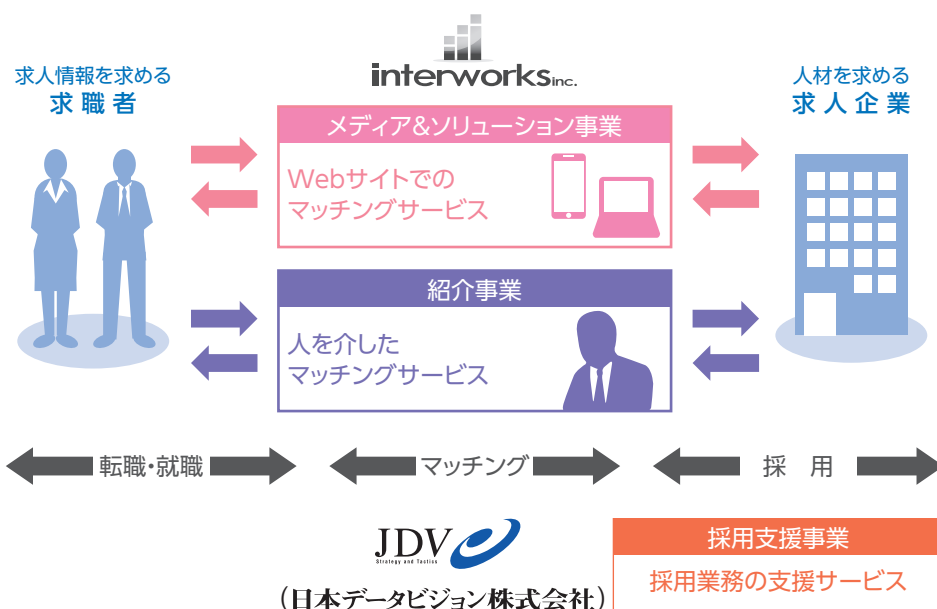 interworks inc.
求人情報を求める
求職者
人材を求める
求人企業
メディア&ソリューション事業
Webサイトでの
マッチングサービス
紹介事業
人を介した
マッチングサービス
転職・就職
マッチング
採 用
JDV
Strategy and Tactics
(日本データビジョン株式会社)
採用支援事業
採用業務の支援サービス